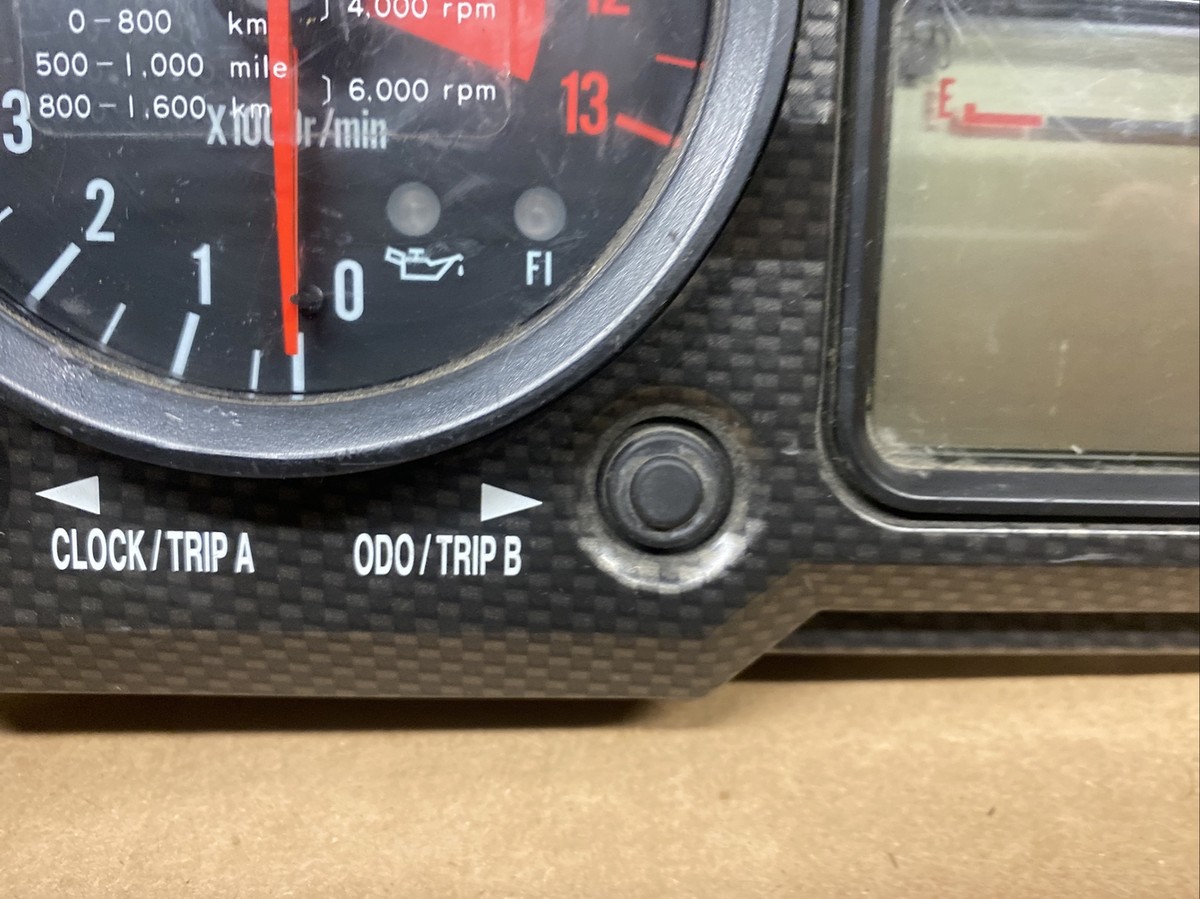 0-800 km } 4,000 rpm
500-1,000 mile
800-1,600 km } 6,000 rpm
X1000r/min
12
13
3
2
1
0
FI
E
CLOCK/TRIP A
ODO/TRIP B